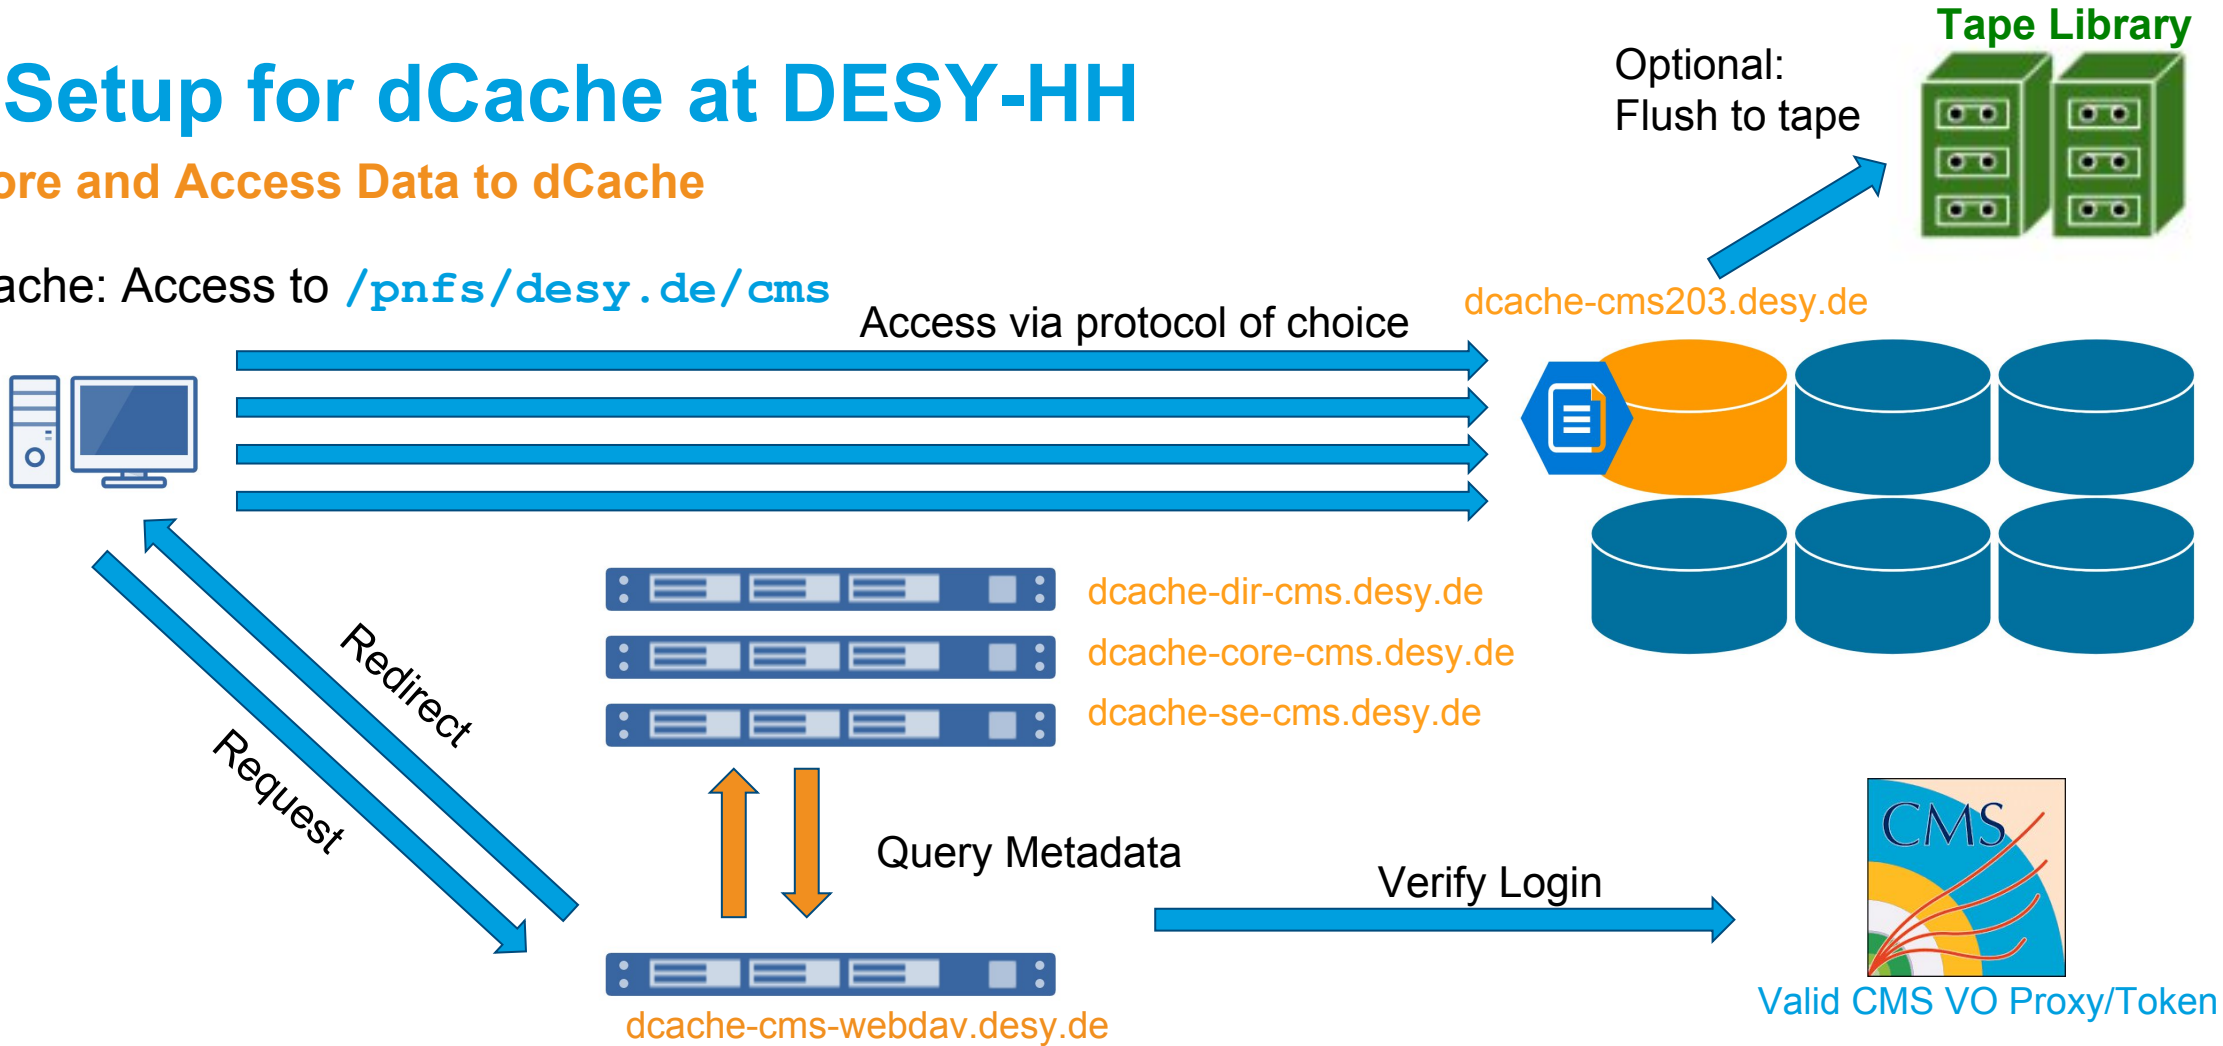 Tape Library
Optional:
Flush to tape
Setup for dCache at DESY-HH
ore and Access Data to dCache
ache: Access to /pnfs/desy.de/cms
Access via protocol of choice
dcache-cms203.desy.de
dcache-dir-cms.desy.de
dcache-core-cms.desy.de
dcache-se-cms.desy.de
Redirect
Request
Query Metadata
Verify Login
CMS
Valid CMS VO Proxy/Token
dcache-cms-webdav.desy.de